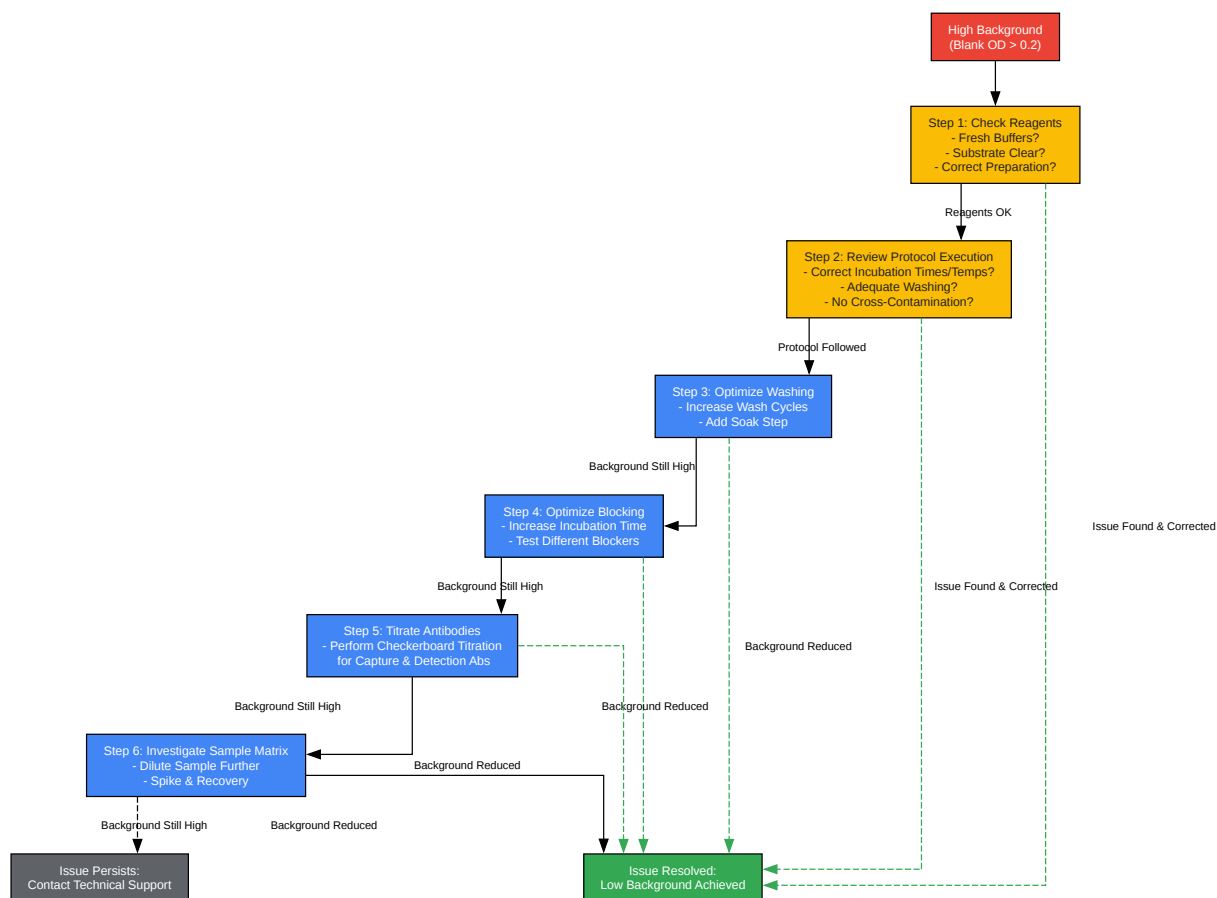 High Background
(Blank OD > 0.2)
Step 1: Check Reagents
- Fresh Buffers?
- Substrate Clear?
- Correct Preparation?
Reagents OK
Step 2: Review Protocol Execution
- Correct Incubation Times/Temps?
- Adequate Washing?
- No Cross-Contamination?
Protocol Followed
Step 3: Optimize Washing
- Increase Wash Cycles
- Add Soak Step
Background Still High
Step 4: Optimize Blocking
- Increase Incubation Time
- Test Different Blockers
Issue Found & Corrected
Background Still High
Issue Found & Corrected
Step 5: Titrate Antibodies
- Perform Checkerboard Titration
for Capture & Detection Abs
Background Reduced
Background Still High
Background Reduced
Step 6: Investigate Sample Matrix
- Dilute Sample Further
- Spike & Recovery
Background Reduced
Background Still High
Background Reduced
Issue Persists:
Contact Technical Support
Issue Resolved:
Low Background Achieved